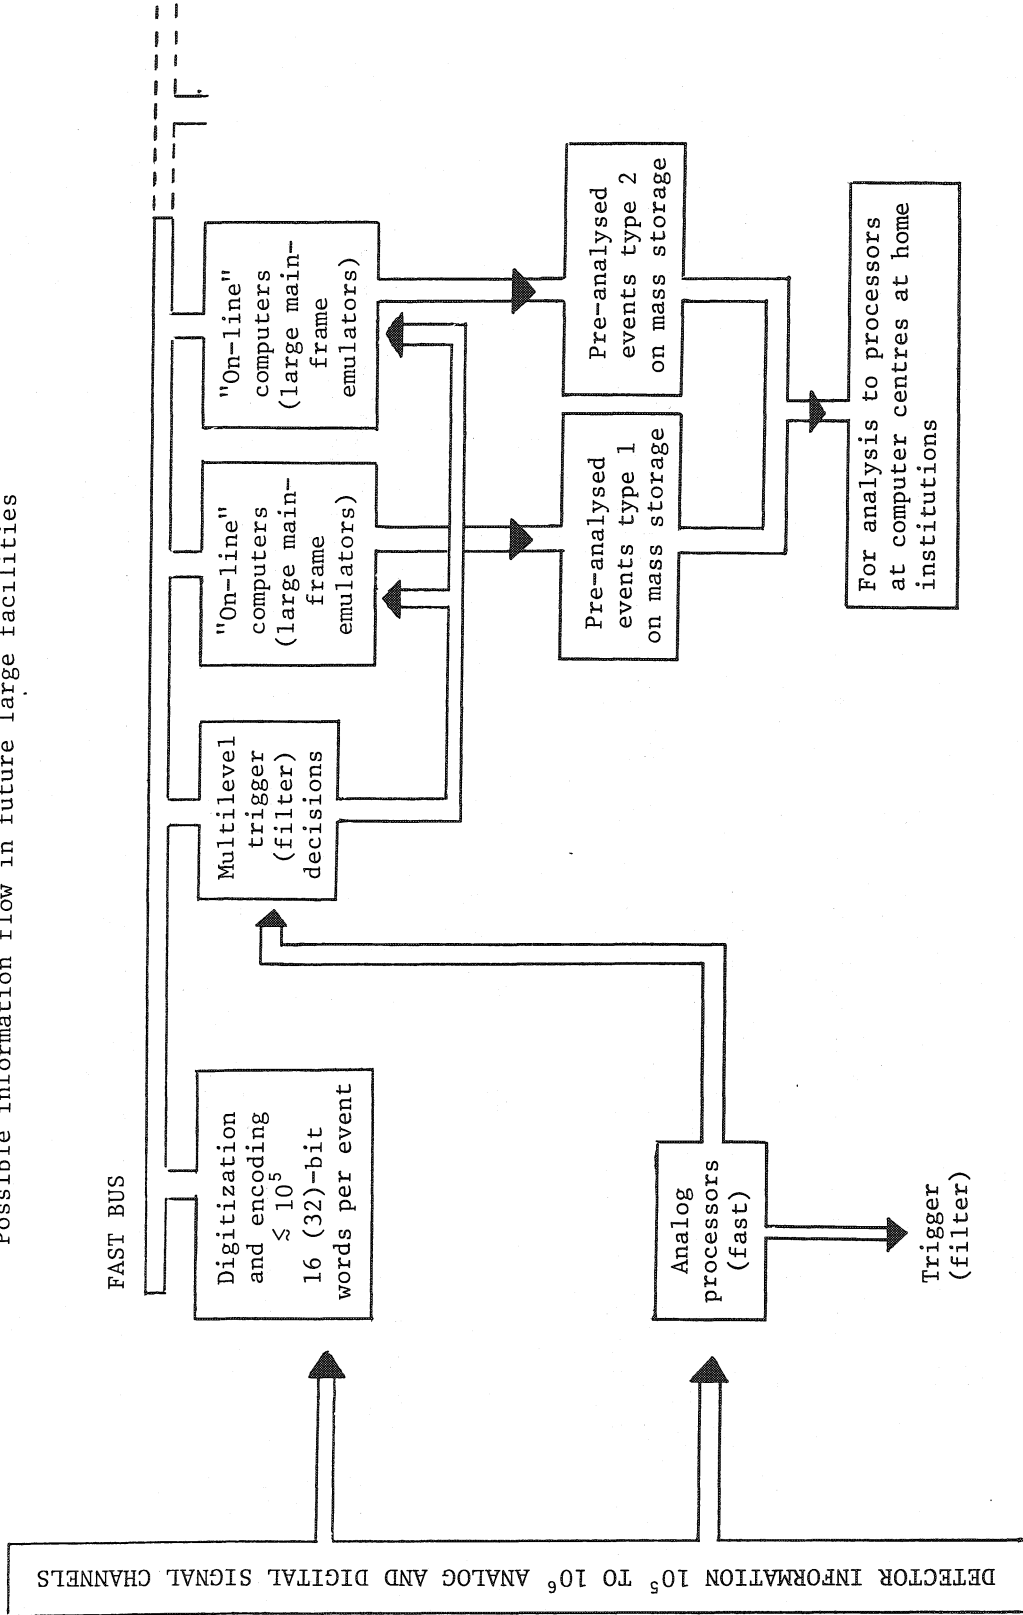 Possible information flow in future large facilities
FAST BUS
DETECTOR INFORMATION 10⁵ TO 10⁶ ANALOG AND DIGITAL SIGNAL CHANNELS
Digitization
and encoding
≲ 10⁵
16 (32)-bit
words per event
Multilevel
trigger
(filter)
decisions
"On-line"
computers
(large main-
frame
emulators)
"On-line"
computers
(large main-
frame
emulators)
Analog
processors
(fast)
Trigger
(filter)
Pre-analysed
events type 1
on mass storage
Pre-analysed
events type 2
on mass storage
For analysis to processors
at computer centres at home
institutions